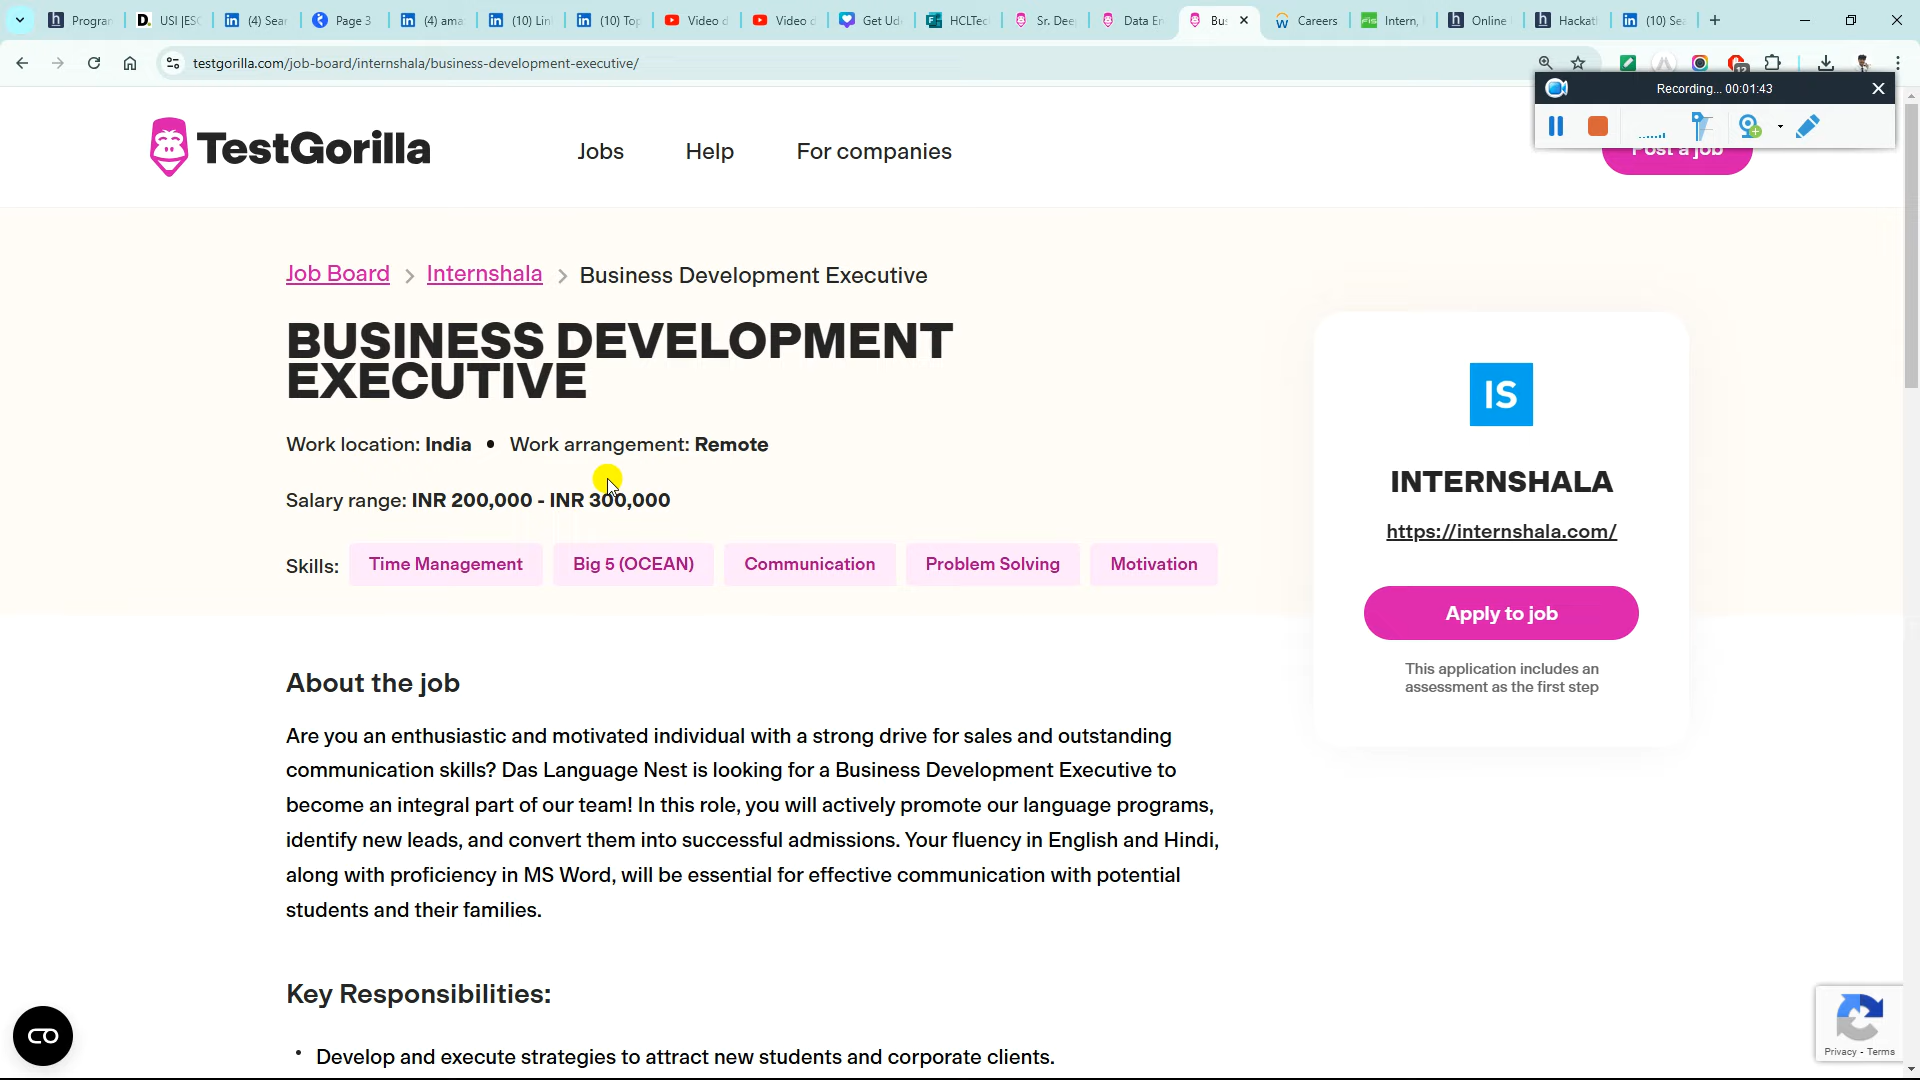 Program
USI |ESC
(4) Sear
Page 3
(4) ama
(10) Lin
(10) Top
Video d
Video d
Get Ud
HCLTec
Sr. Dee
Data En
Bus
Careers
Intern,
Online
Hackat
(10) Sea
testgorilla.com/job-board/internshala/business-development-executive/
12
Recording... 00:01:43
TestGorilla
Jobs
Help
For companies
Post a job
Job Board > Internshala > Business Development Executive
BUSINESS DEVELOPMENT
EXECUTIVE
Work location: India • Work arrangement: Remote
Salary range: INR 200,000 - INR 300,000
Skills: Time Management Big 5 (OCEAN) Communication Problem Solving Motivation
IS
INTERNSHALA
https://internshala.com/
Apply to job
This application includes an
assessment as the first step
About the job
Are you an enthusiastic and motivated individual with a strong drive for sales and outstanding
communication skills? Das Language Nest is looking for a Business Development Executive to
become an integral part of our team! In this role, you will actively promote our language programs,
identify new leads, and convert them into successful admissions. Your fluency in English and Hindi,
along with proficiency in MS Word, will be essential for effective communication with potential
students and their families.
Key Responsibilities:
• Develop and execute strategies to attract new students and corporate clients.
Privacy - Terms